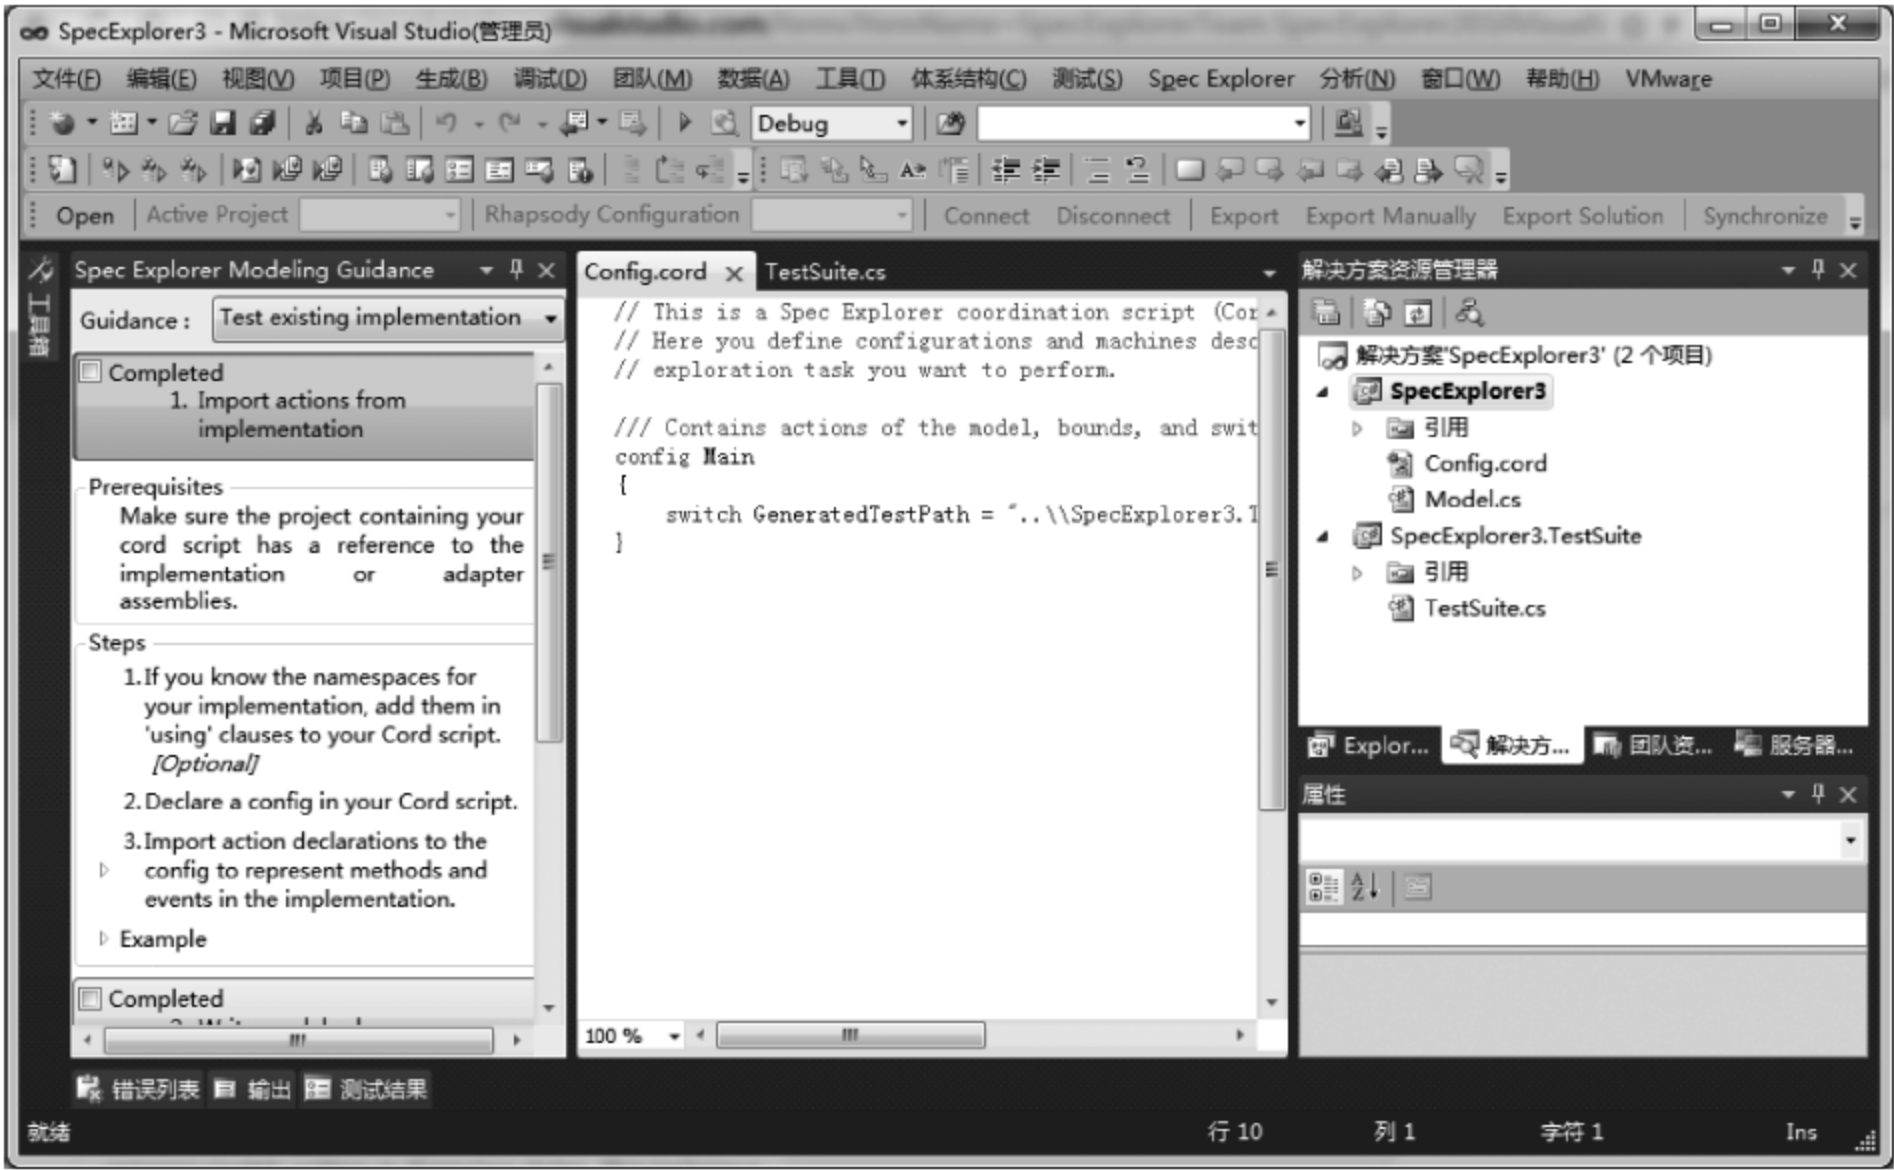 SpecExplorer3 - Microsoft Visual Studio(管理员)
文件(F) 编辑(E) 视图(V) 项目(P) 生成(B) 调试(D) 团队(M) 数据(A) 工具(T) 体系结构(C) 测试(S) Spec Explorer 分析(N) 窗口(W) 帮助(H) VMware
Debug
Open Active Project Rhapsody Configuration Connect Disconnect Export Export Manually Export Solution Synchronize
工具箱
Spec Explorer Modeling Guidance
Guidance : Test existing implementation
Completed
1. Import actions from
implementation
Prerequisites
Make sure the project containing your
cord script has a reference to the
implementation or adapter
assemblies.
Steps
1. If you know the namespaces for
your implementation, add them in
'using' clauses to your Cord script.
[Optional]
2. Declare a config in your Cord script.
3. Import action declarations to the
config to represent methods and
events in the implementation.
Example
Completed
Config.cord TestSuite.cs
// This is a Spec Explorer coordination script (Cor
// Here you define configurations and machines desc
// exploration task you want to perform.
/// Contains actions of the model, bounds, and swit
config Main
{
switch GeneratedTestPath = "..\\SpecExplorer3.T
}
100 %
解决方案资源管理器
解决方案'SpecExplorer3' (2 个项目)
SpecExplorer3
引用
Config.cord
Model.cs
SpecExplorer3.TestSuite
引用
TestSuite.cs
Explor... 解决方... 团队资... 服务器...
属性
错误列表 输出 测试结果
就绪 行 10 列 1 字符 1 Ins